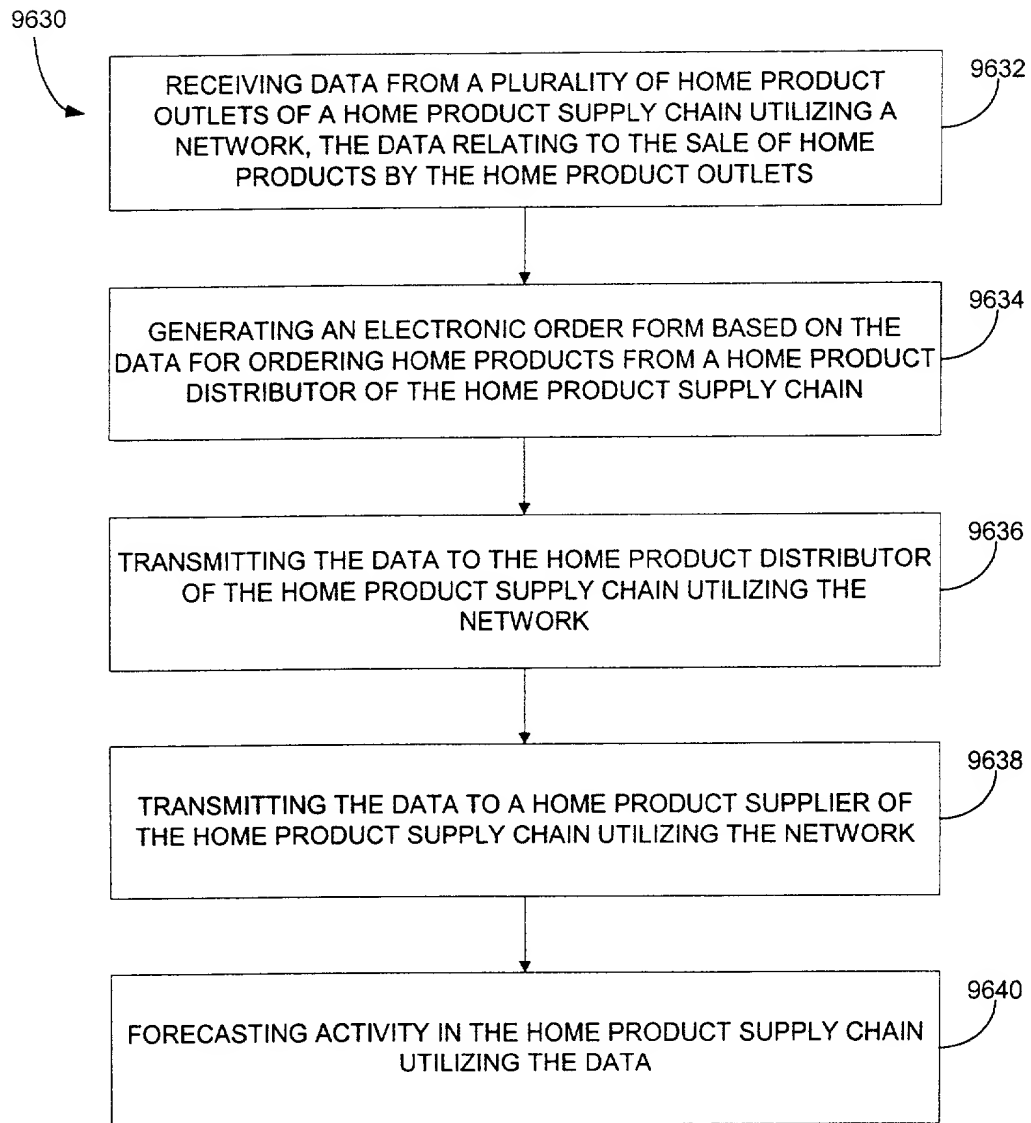 9630
9632
RECEIVING DATA FROM A PLURALITY OF HOME PRODUCT
OUTLETS OF A HOME PRODUCT SUPPLY CHAIN UTILIZING A
NETWORK, THE DATA RELATING TO THE SALE OF HOME
PRODUCTS BY THE HOME PRODUCT OUTLETS
9634
GENERATING AN ELECTRONIC ORDER FORM BASED ON THE
DATA FOR ORDERING HOME PRODUCTS FROM A HOME PRODUCT
DISTRIBUTOR OF THE HOME PRODUCT SUPPLY CHAIN
9636
TRANSMITTING THE DATA TO THE HOME PRODUCT DISTRIBUTOR
OF THE HOME PRODUCT SUPPLY CHAIN UTILIZING THE
NETWORK
9638
TRANSMITTING THE DATA TO A HOME PRODUCT SUPPLIER OF
THE HOME PRODUCT SUPPLY CHAIN UTILIZING THE NETWORK
9640
FORECASTING ACTIVITY IN THE HOME PRODUCT SUPPLY CHAIN
UTILIZING THE DATA